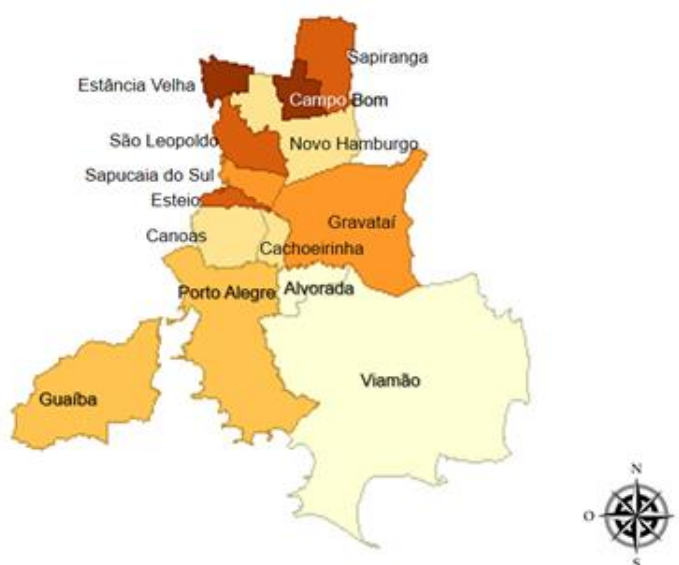 Sapiranga
Estância Velha
Campo Bom
São Leopoldo
Novo Hamburgo
Sapucaia do Sul
Esteio
Gravataí
Canoas
Cachoeirinha
Porto Alegre
Alvorada
Viamão
Guaíba
N
O
S